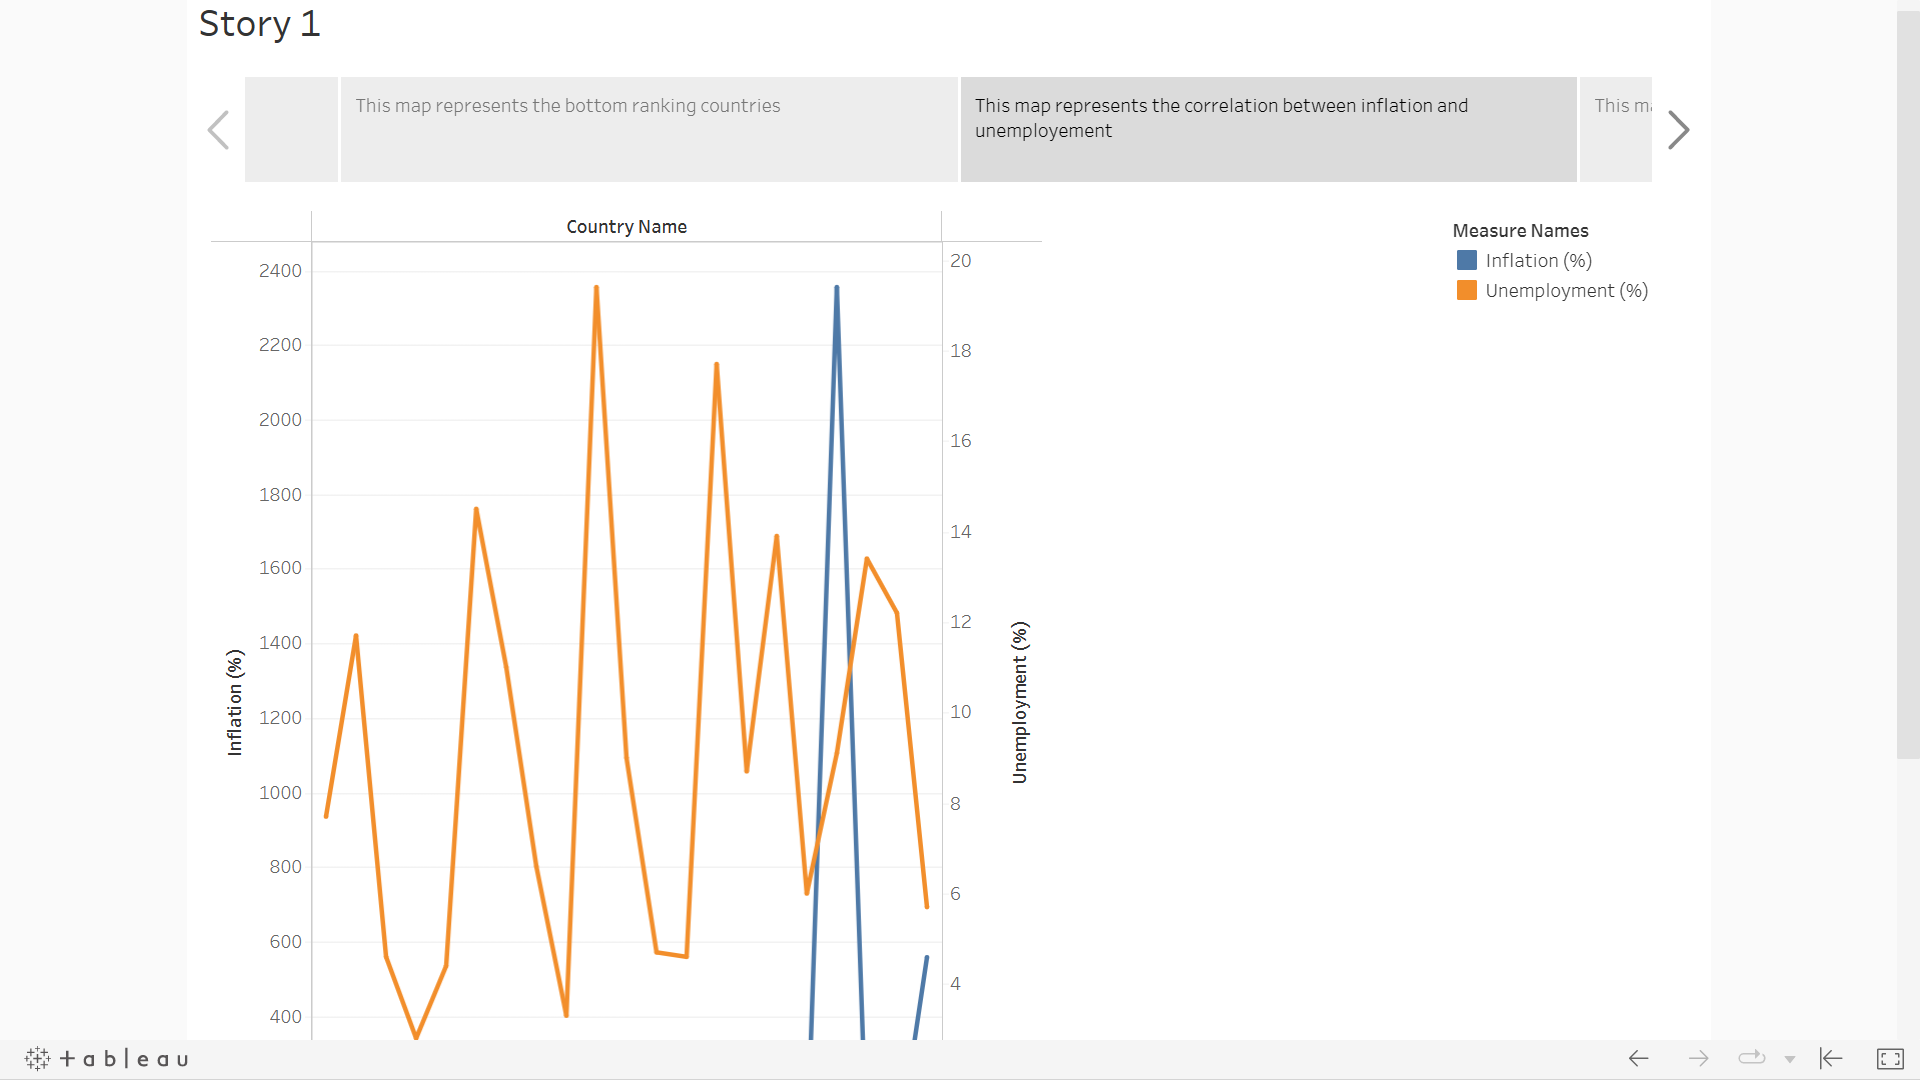 Story 1
This map represents the bottom ranking countries
This map represents the correlation between inflation and
unemployement
This
Country Name
Measure Names
Inflation (%)
Unemployment (%)
2400
2200
2000
1800
1600
1400
1200
1000
800
600
400
Inflation (%)
20
18
16
14
12
10
8
6
4
Unemployment (%)
+ a b | e a u